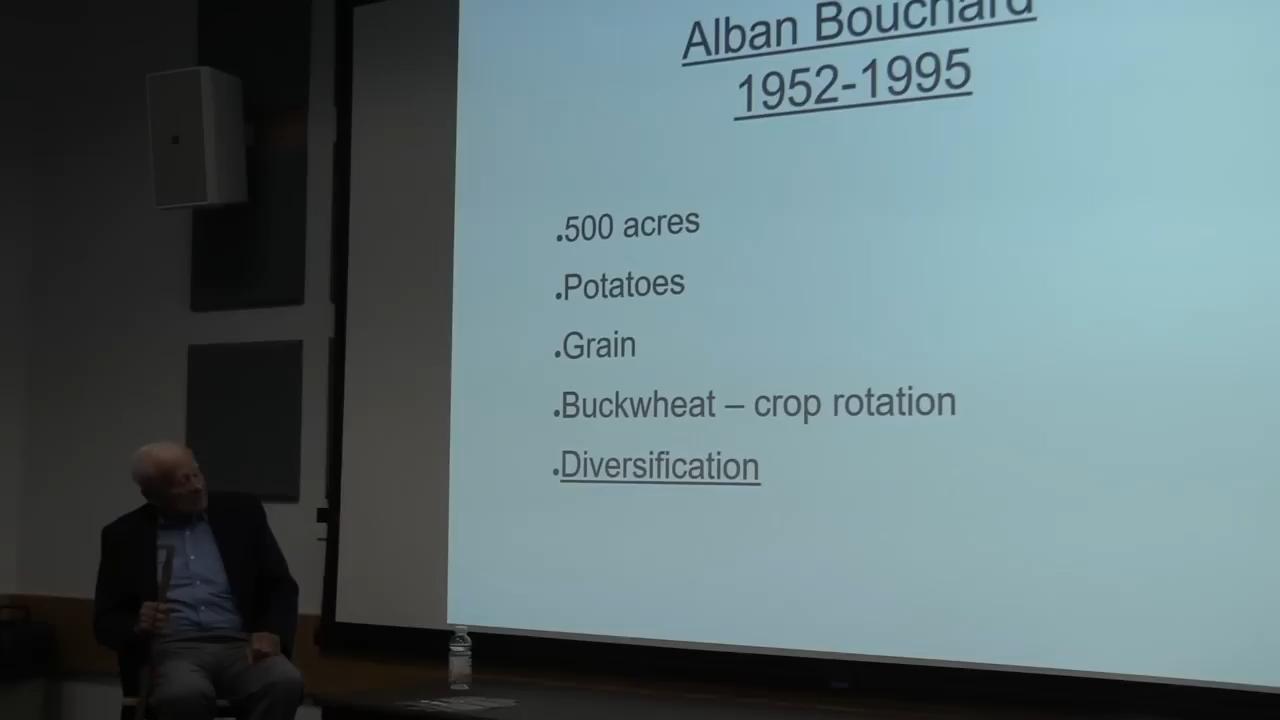 Alban Bouchard
1952-1995
.500 acres
.Potatoes
.Grain
.Buckwheat – crop rotation
.Diversification